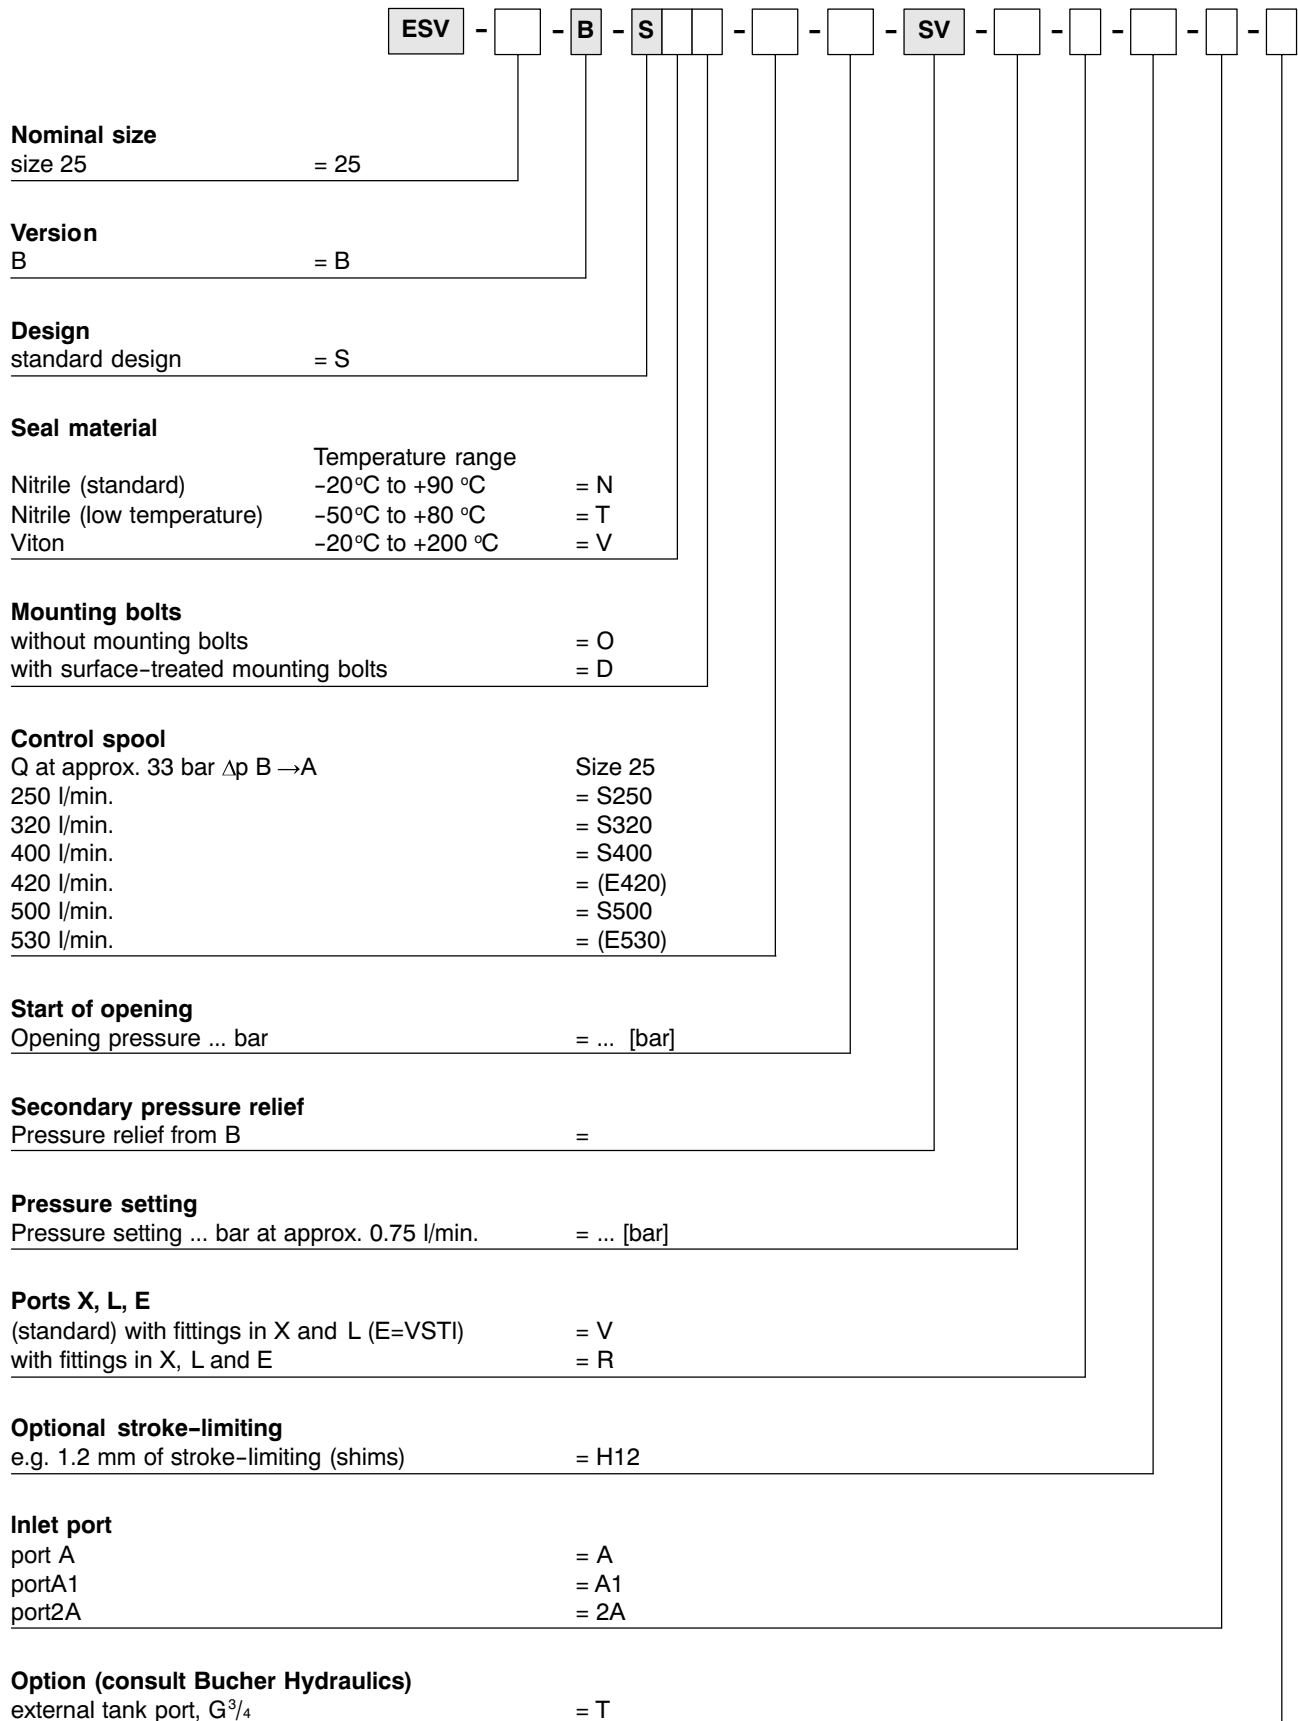 ESV - - B - S - - - SV - - - - -
Nominal size
size 25 = 25
Version
B = B
Design
standard design = S
Seal material
Temperature range
Nitrile (standard) -20°C to +90 °C = N
Nitrile (low temperature) -50°C to +80 °C = T
Viton -20°C to +200 °C = V
Mounting bolts
without mounting bolts = O
with surface-treated mounting bolts = D
Control spool
Q at approx. 33 bar Δp B →A Size 25
250 l/min. = S250
320 l/min. = S320
400 l/min. = S400
420 l/min. = (E420)
500 l/min. = S500
530 l/min. = (E530)
Start of opening
Opening pressure ... bar = ... [bar]
Secondary pressure relief
Pressure relief from B =
Pressure setting
Pressure setting ... bar at approx. 0.75 l/min. = ... [bar]
Ports X, L, E
(standard) with fittings in X and L (E=VSTI) = V
with fittings in X, L and E = R
Optional stroke-limiting
e.g. 1.2 mm of stroke-limiting (shims) = H12
Inlet port
port A = A
portA1 = A1
port2A = 2A
Option (consult Bucher Hydraulics)
external tank port, G3/4 = T